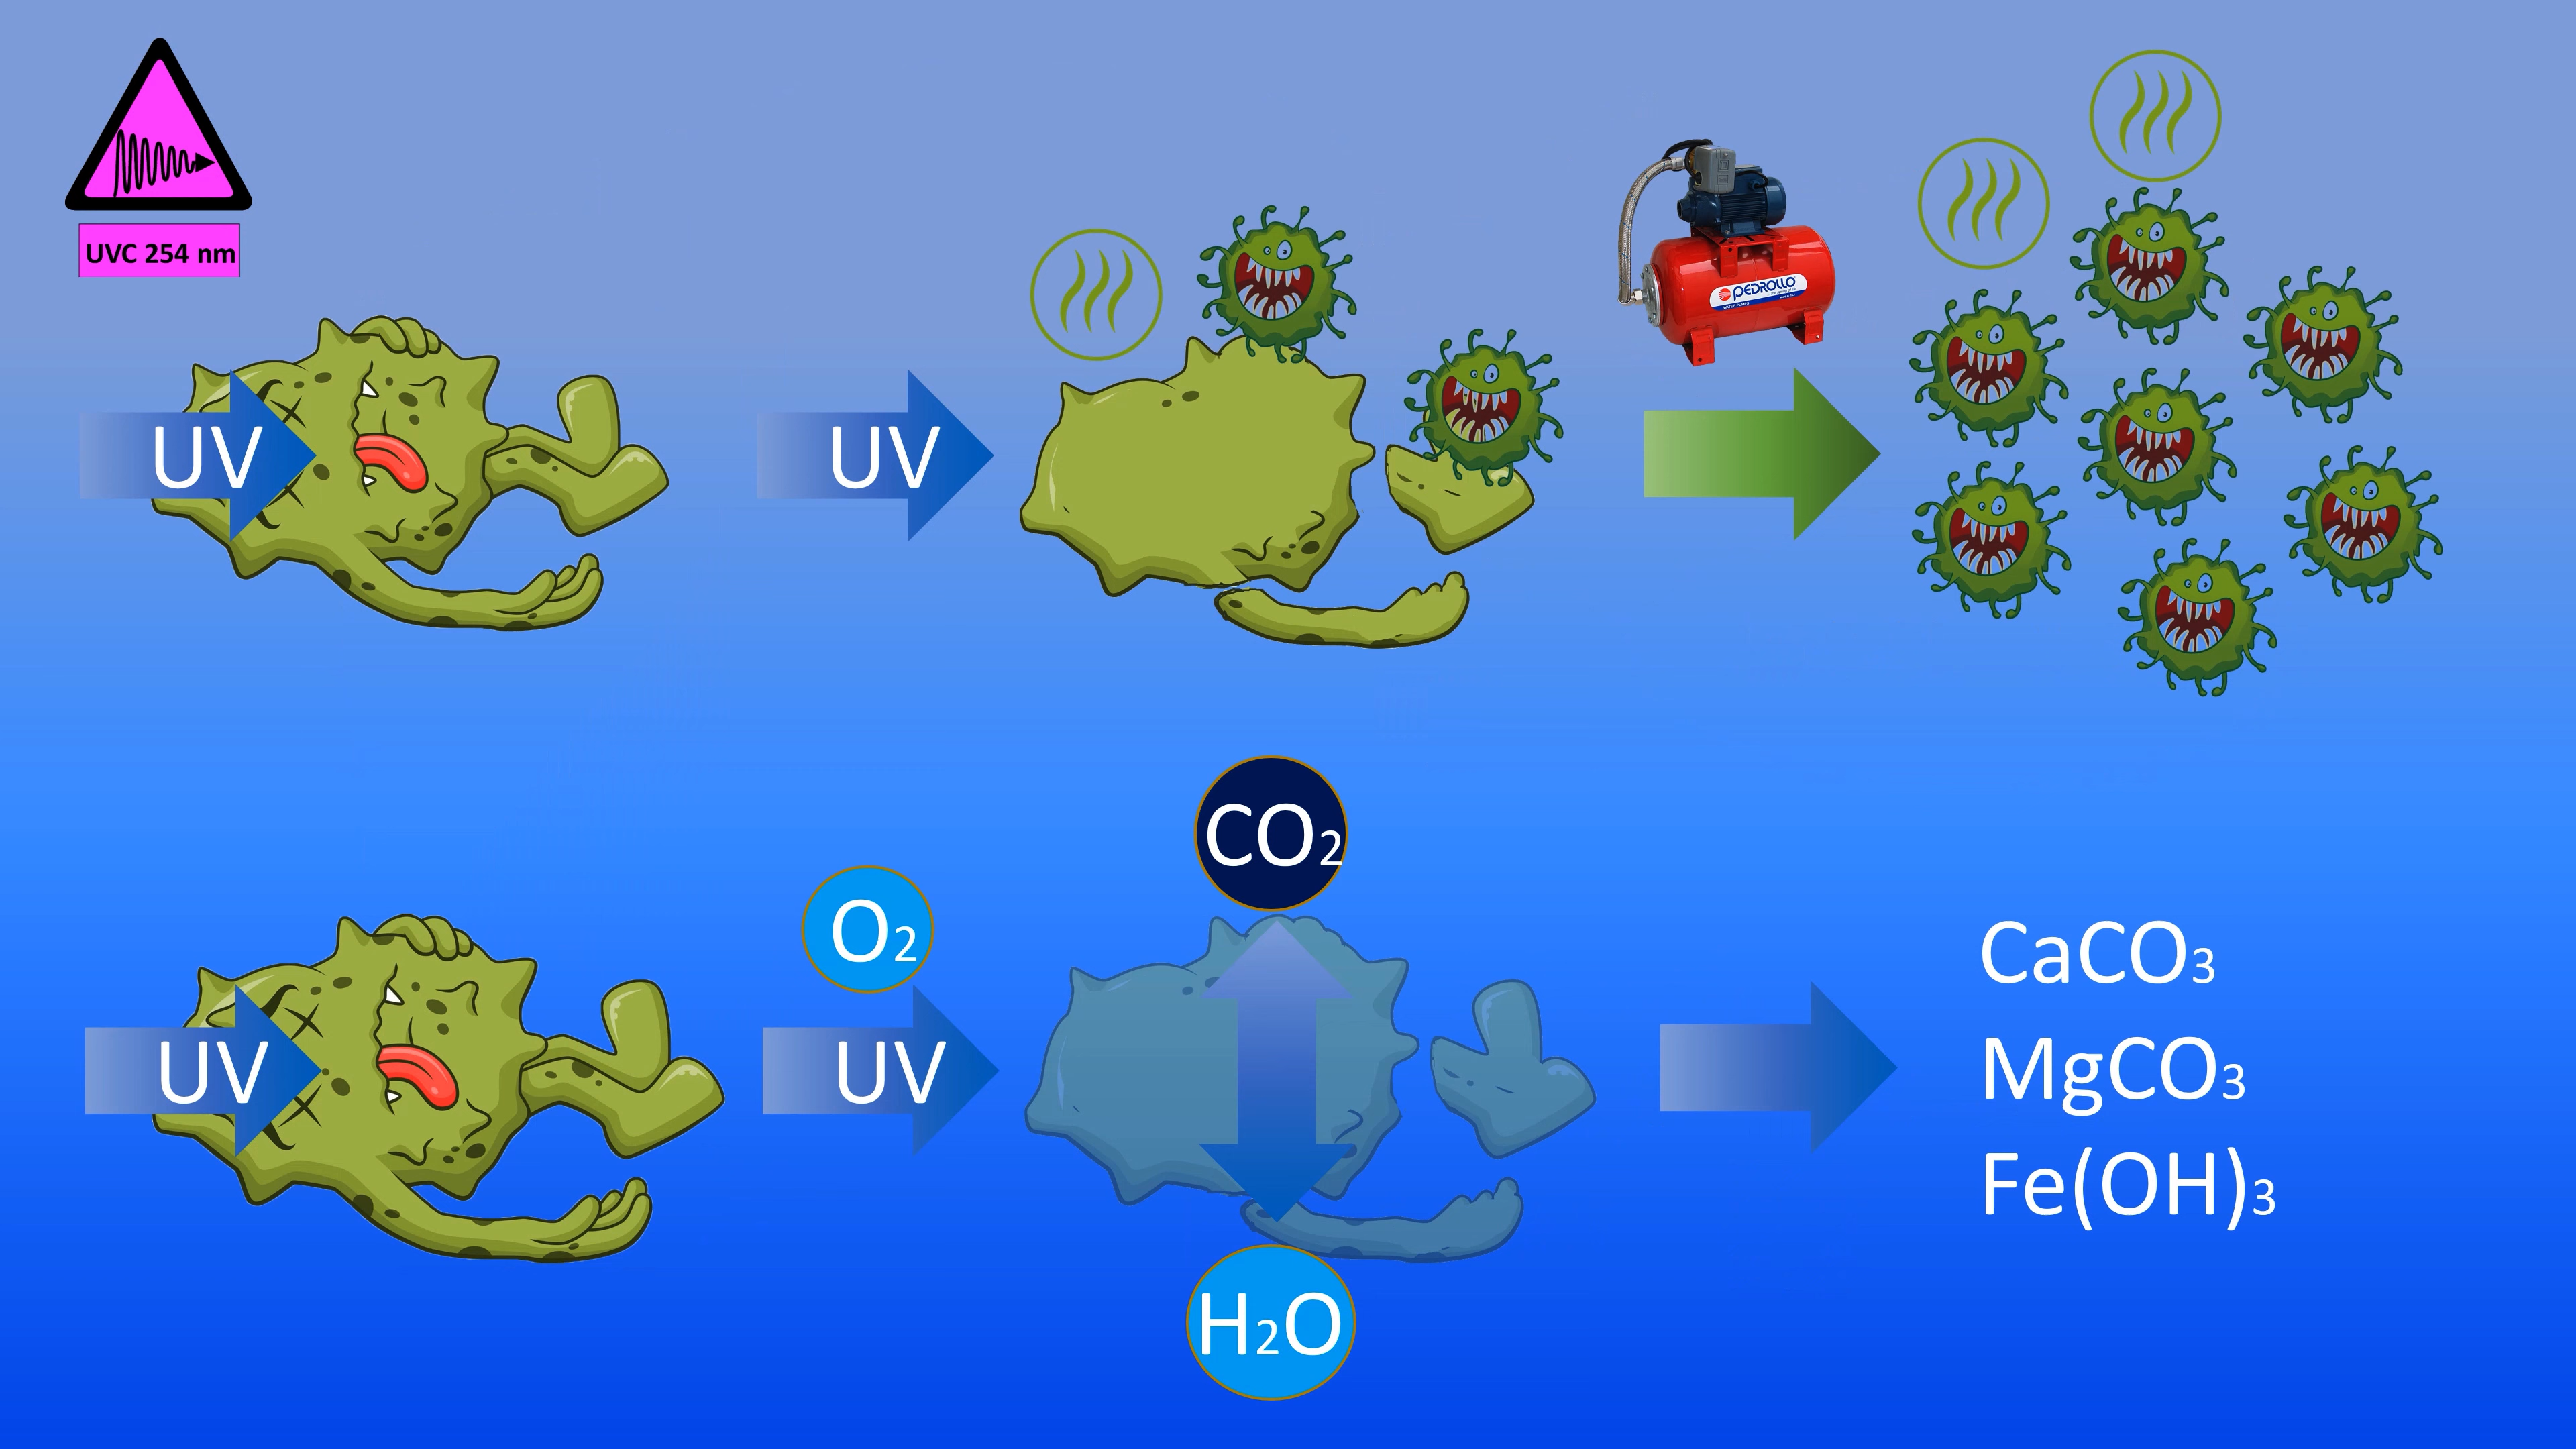 UVC 254 nm
UV
UV
PEDROLLO
O₂
UV
UV
CO₂
H₂O
CaCO₃
MgCO₃
Fe(OH)₃